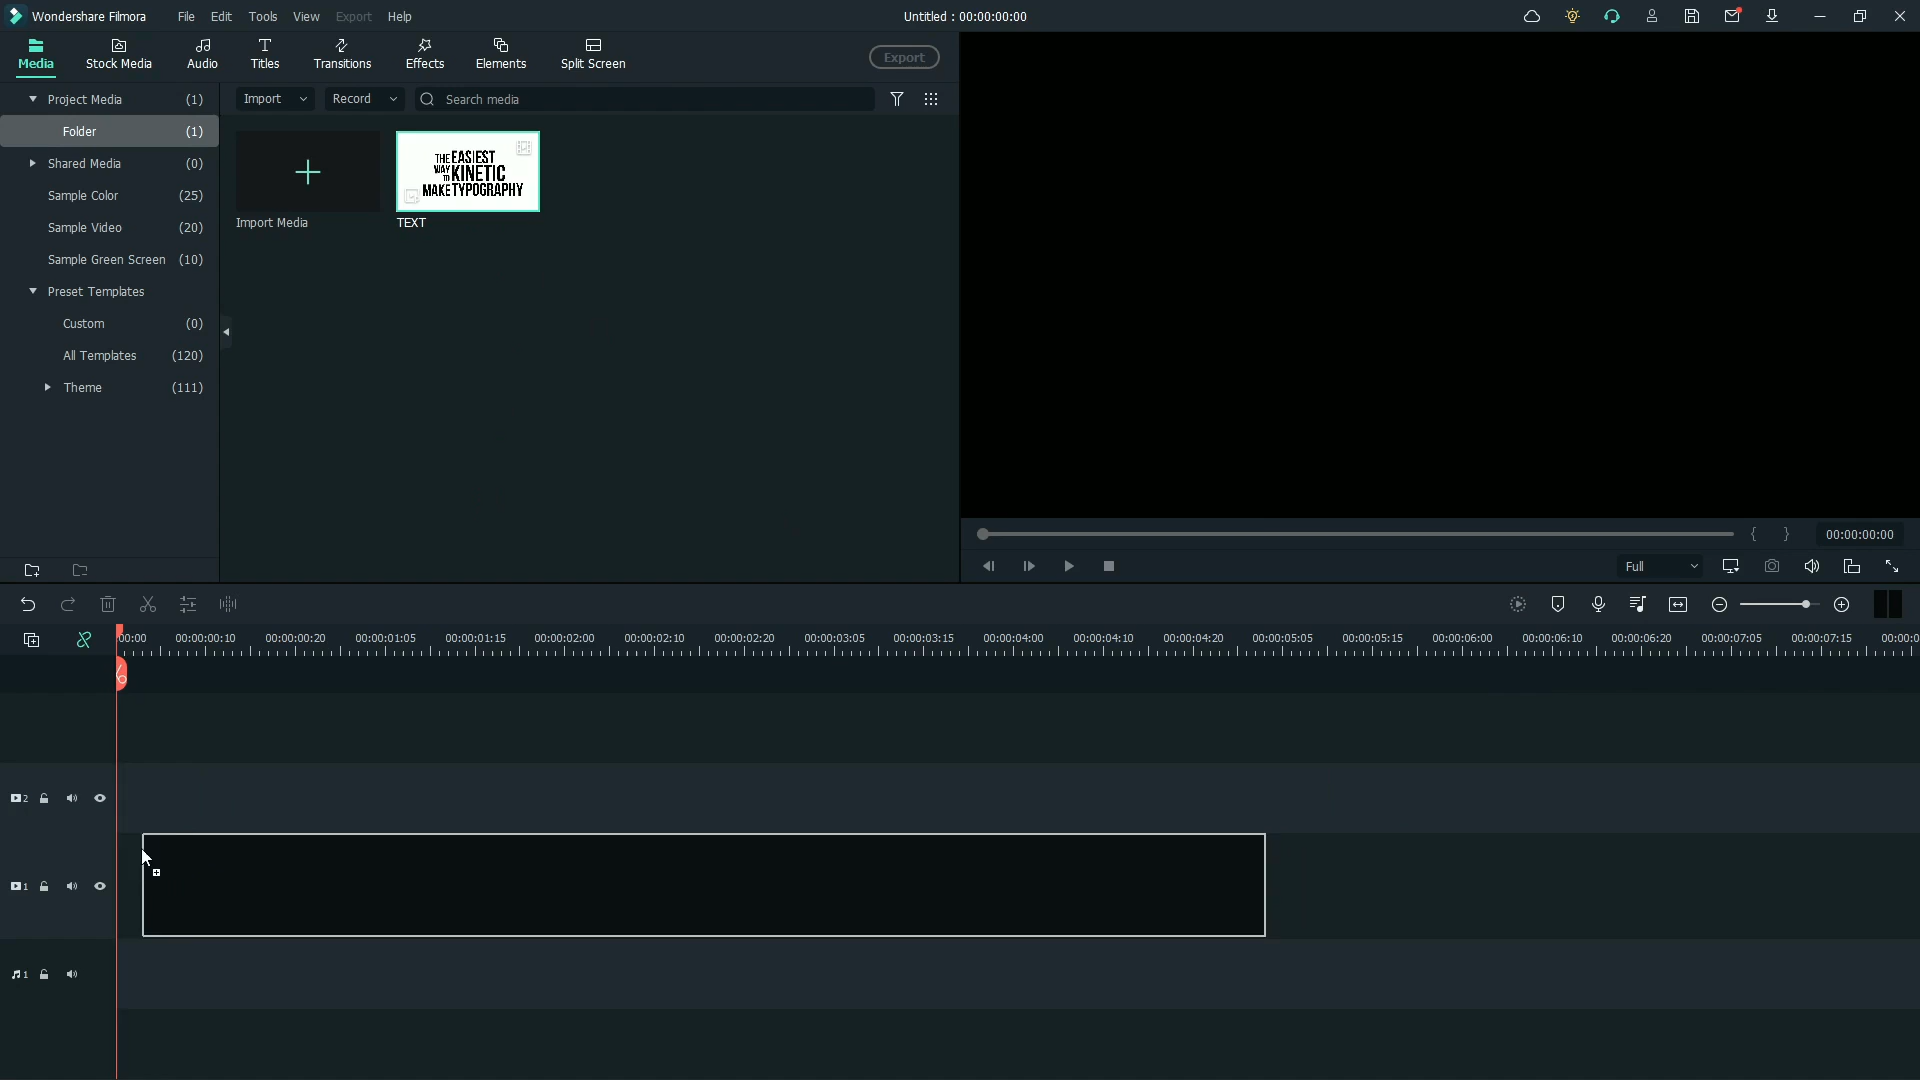 Wondershare Filmora File Edit Tools View Export Help Untitled : 00:00:00:00
Media Stock Media Audio Titles Transitions Effects Elements Split Screen Export
Project Media (1)
Folder (1)
Shared Media (0)
Sample Color (25)
Sample Video (20)
Sample Green Screen (10)
Preset Templates
Custom (0)
All Templates (120)
Theme (111)
Import Record Search media
THE EASIEST
WAY TO KINETIC
MAKE TYPOGRAPHY
Import Media TEXT
{ } 00:00:00:00
Full
00:00 00:00:00:10 00:00:00:20 00:00:01:05 00:00:01:15 00:00:02:00 00:00:02:10 00:00:02:20 00:00:03:05 00:00:03:15 00:00:04:00 00:00:04:10 00:00:04:20 00:00:05:05 00:00:05:15 00:00:06:00 00:00:06:10 00:00:06:20 00:00:07:05 00:00:07:15 00:00:0
2
1
1